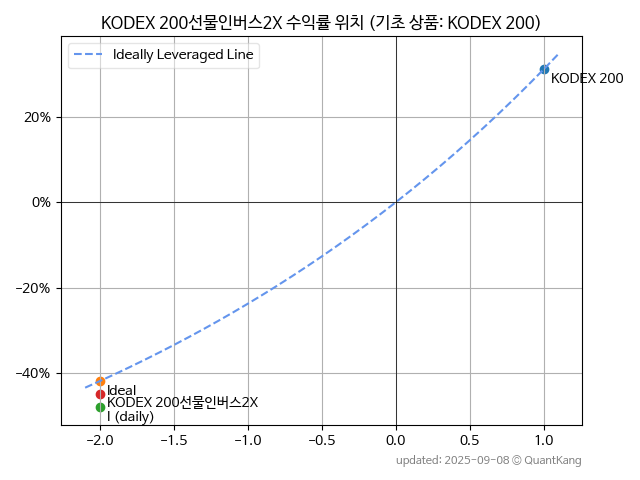 KODEX 200선물인버스2X 수익률 위치 (기초 상품: KODEX 200)
Ideally Leveraged Line
KODEX 200
20%
0%
−20%
−40%
Ideal
KODEX 200선물인버스2X
I (daily)
−2.0 −1.5 −1.0 −0.5 0.0 0.5 1.0
updated: 2025-09-08 © QuantKang